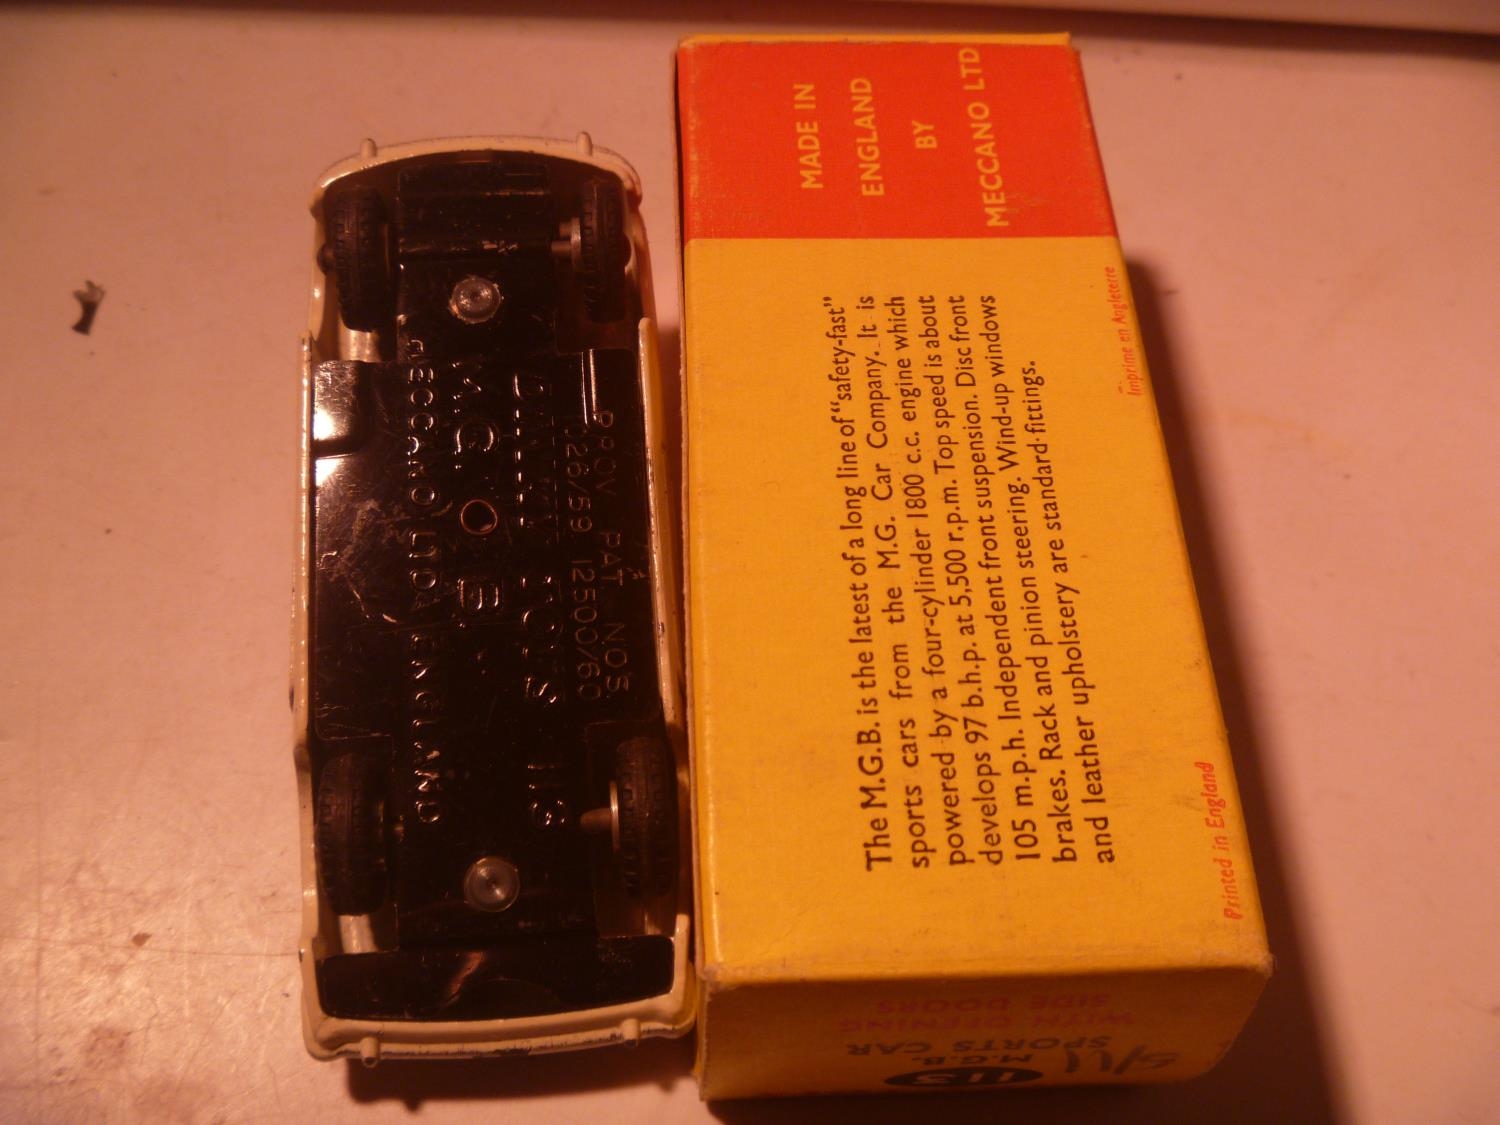 MADE IN
ENGLAND
BY
MECCANO LTD
The M.G.B. is the latest of a long line of “safety-fast”
sports cars from the M.G. Car Company. It is
powered by a four-cylinder 1800 c.c. engine which
develops 97 b.h.p. at 5,500 r.p.m. Top speed is about
105 m.p.h. Independent front suspension. Disc front
brakes. Rack and pinion steering. Wind-up windows
and leather upholstery are standard fittings.
Printed in England
Imprimé en Angleterre
113
M.G.B.
SPORTS CAR
WITH OPENING
SIDE DOORS
5/11
PROV PAT NOS
126/59 12500/60
DINKY TOYS 113
M.G. B
MECCANO LTD ENGLAND